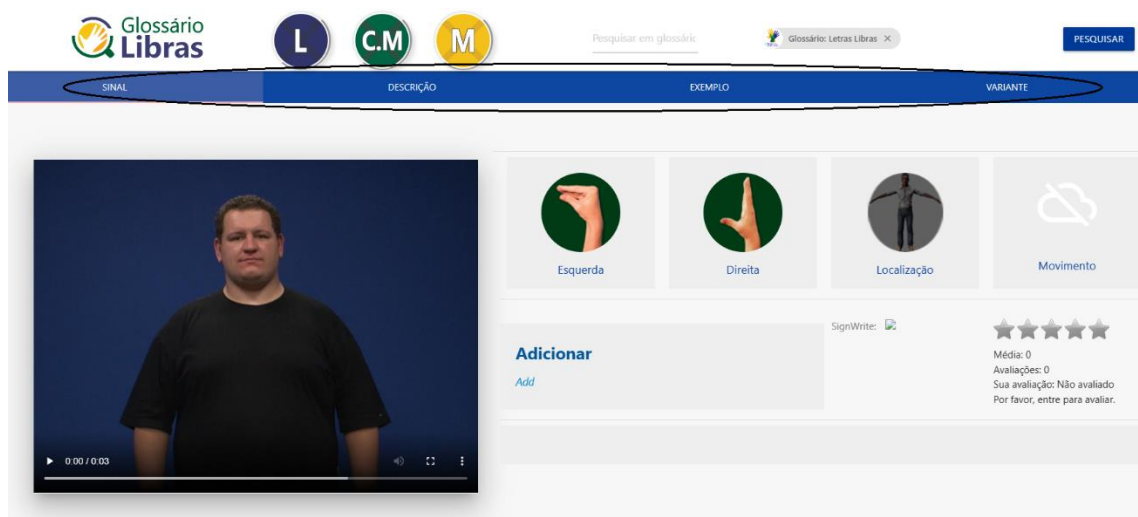 Glossário
Libras
L
C.M
M
Pesquisar em glossáric
Glossário: Letras Libras ×
PESQUISAR
SINAL
DESCRIÇÃO
EXEMPLO
VARIANTE
Esquerda
Direita
Localização
Movimento
Adicionar
Add
SignWrite:
Média: 0
Avaliações: 0
Sua avaliação: Não avaliado
Por favor, entre para avaliar.
0:00 / 0:03